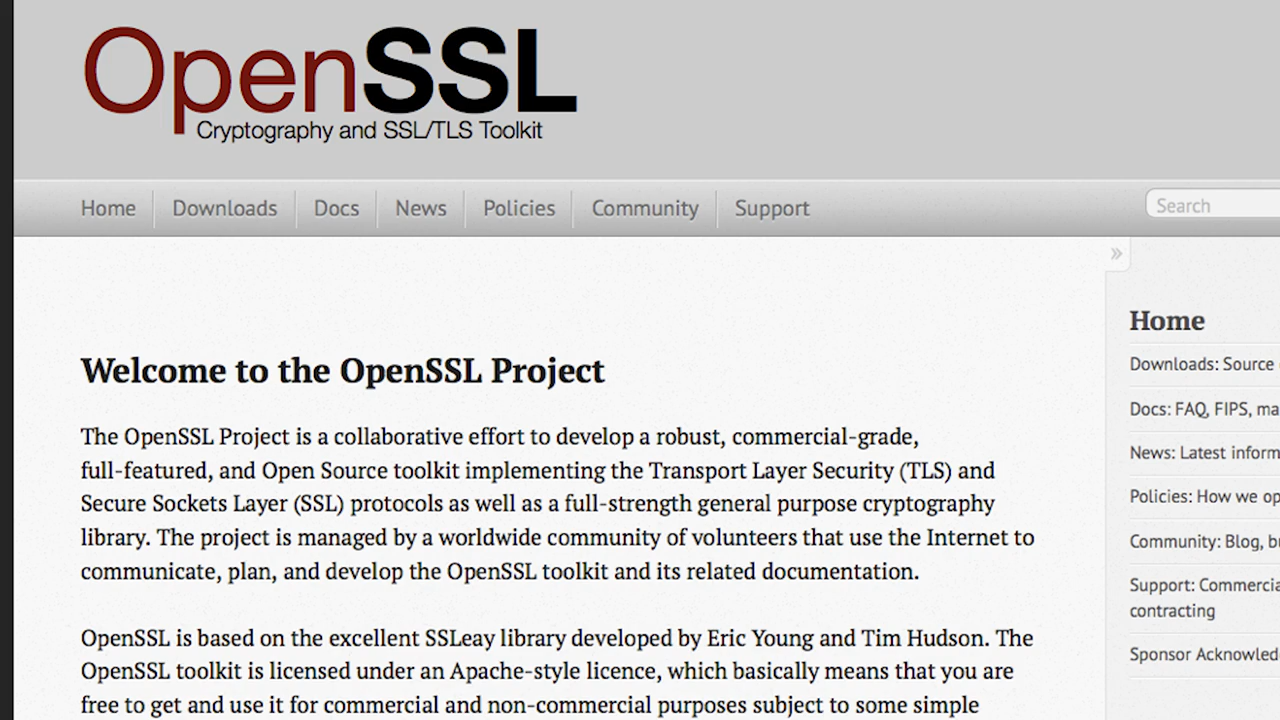 OpenSSL
Cryptography and SSL/TLS Toolkit
Home
Downloads
Docs
News
Policies
Community
Support
Search
»
Welcome to the OpenSSL Project
The OpenSSL Project is a collaborative effort to develop a robust, commercial-grade,
full-featured, and Open Source toolkit implementing the Transport Layer Security (TLS) and
Secure Sockets Layer (SSL) protocols as well as a full-strength general purpose cryptography
library. The project is managed by a worldwide community of volunteers that use the Internet to
communicate, plan, and develop the OpenSSL toolkit and its related documentation.
OpenSSL is based on the excellent SSLeay library developed by Eric Young and Tim Hudson. The
OpenSSL toolkit is licensed under an Apache-style licence, which basically means that you are
free to get and use it for commercial and non-commercial purposes subject to some simple
Home
Downloads: Source
Docs: FAQ, FIPS,
News: Latest
Policies: How we
Community: Blog,
Support:
contracting
Sponsor